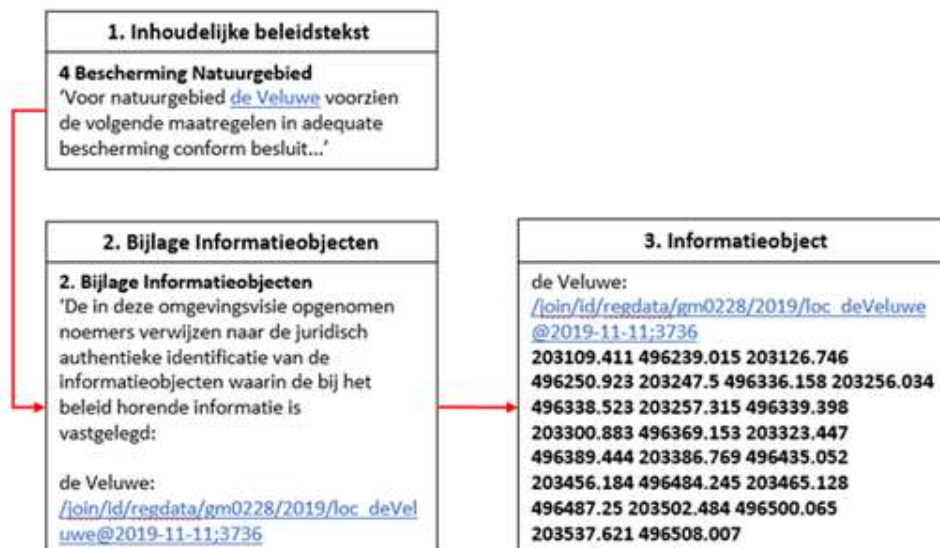 1. Inhoudelijke beleidstekst
4 Bescherming Natuurgebied
‘Voor natuurgebied de Veluwe voorzien
de volgende maatregelen in adequate
bescherming conform besluit...’
2. Bijlage Informatieobjecten
2. Bijlage Informatieobjecten
‘De in deze omgevingsvisie opgenomen
noemers verwijzen naar de juridisch
authentieke identificatie van de
informatieobjecten waarin de bij het
beleid horende informatie is
vastgelegd:
de Veluwe:
/join/id/regdata/gm0228/2019/loc_deVel
uwe@2019-11-11;3736
3. Informatieobject
de Veluwe:
/join/id/regdata/gm0228/2019/loc_deVeluwe
@2019-11-11;3736
203109.411 496239.015 203126.746
496250.923 203247.5 496336.158 203256.034
496338.523 203257.315 496339.398
203300.883 496369.153 203323.447
496389.444 203386.769 496435.052
203456.184 496484.245 203465.128
496487.25 203502.484 496500.065
203537.621 496508.007